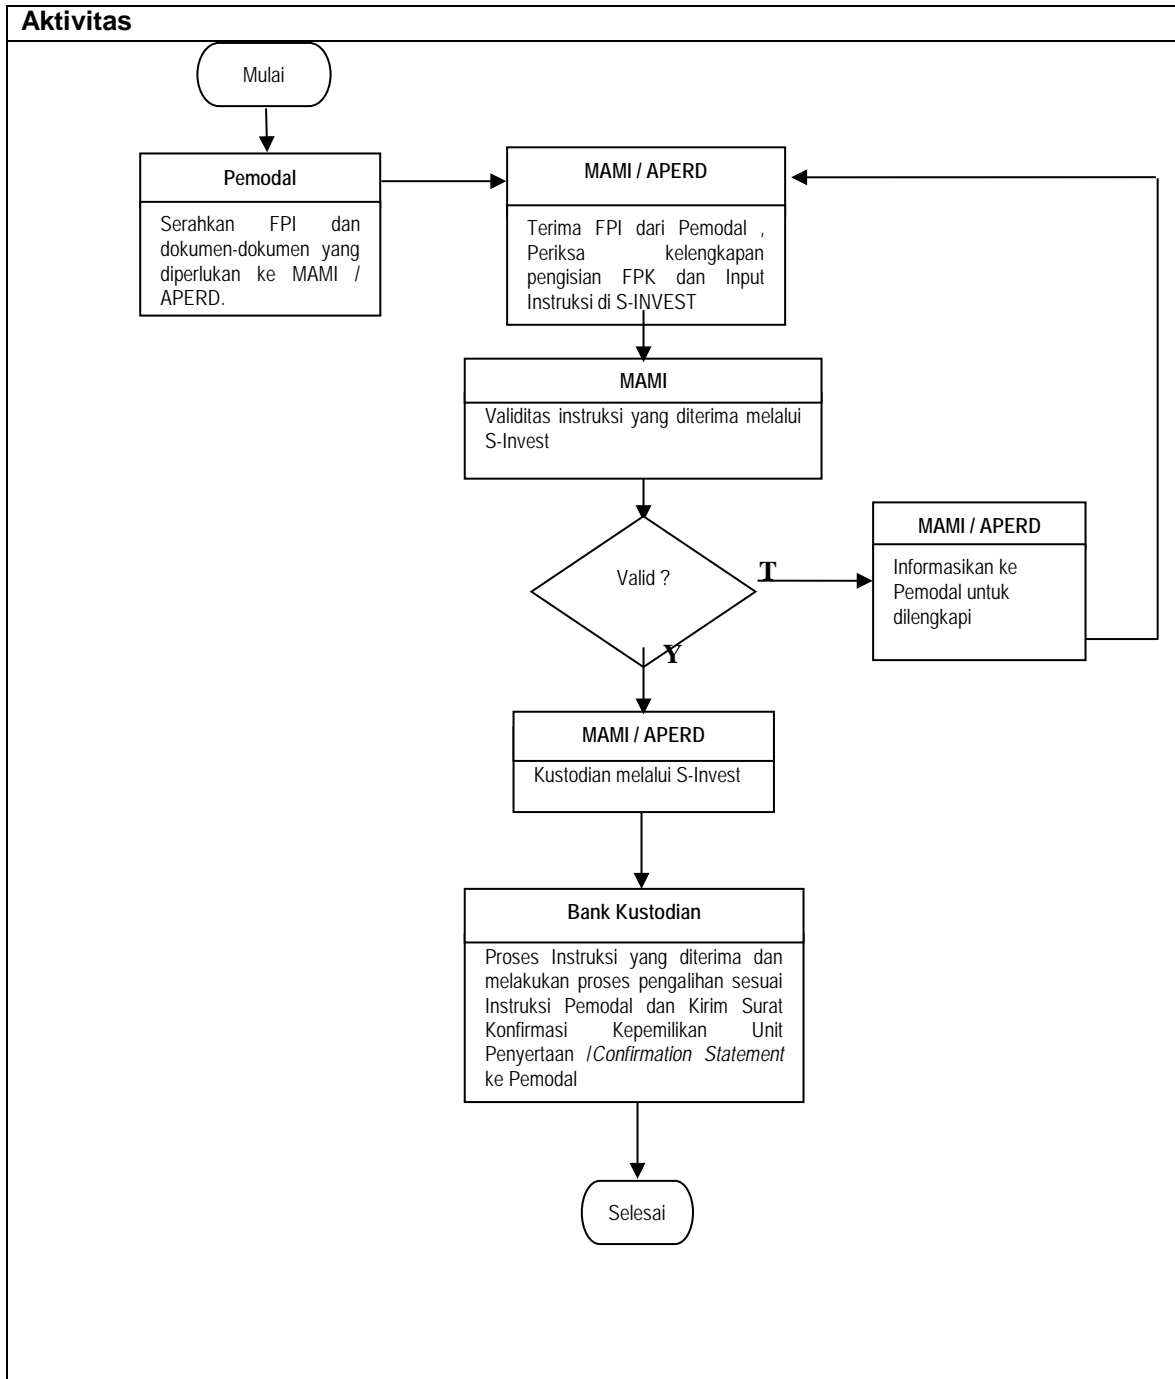 Aktivitas
Mulai
Pemodal
Serahkan FPI dan
dokumen-dokumen yang
diperlukan ke MAMI /
APERD.
MAMI / APERD
Terima FPI dari Pemodal ,
Periksa kelengkapan
pengisian FPK dan Input
Instruksi di S-INVEST
MAMI
Validitas instruksi yang diterima melalui
S-Invest
Valid ?
T
MAMI / APERD
Informasikan ke
Pemodal untuk
dilengkapi
Y
MAMI / APERD
Kustodian melalui S-Invest
Bank Kustodian
Proses Instruksi yang diterima dan
melakukan proses pengalihan sesuai
Instruksi Pemodal dan Kirim Surat
Konfirmasi Kepemilikan Unit
Penyertaan /Confirmation Statement
ke Pemodal
Selesai